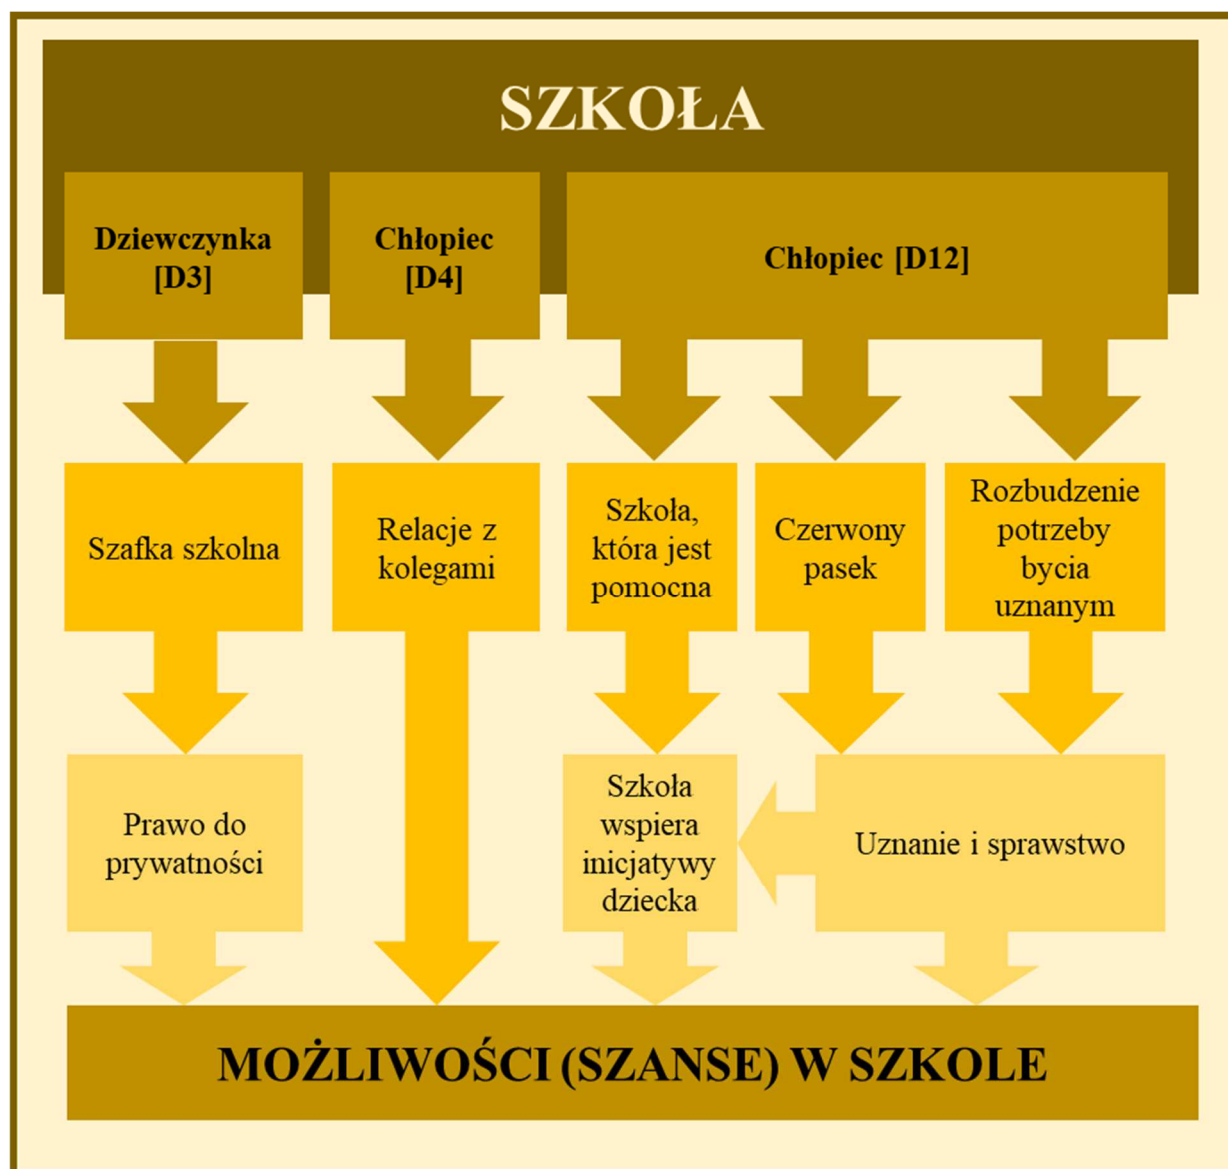 SZKOŁA
Dziewczynka
[D3]
Chłopiec
[D4]
Chłopiec [D12]
Szafka szkolna
Relacje z
kolegami
Szkoła,
która jest
pomocna
Czerwony
pasek
Rozbudzenie
potrzeby
bycia
uznanym
Prawo do
prywatności
Szkoła
wspiera
inicjatywy
dziecka
Uznanie i sprawstwo
MOŻLIWOŚCI (SZANSE) W SZKOLE